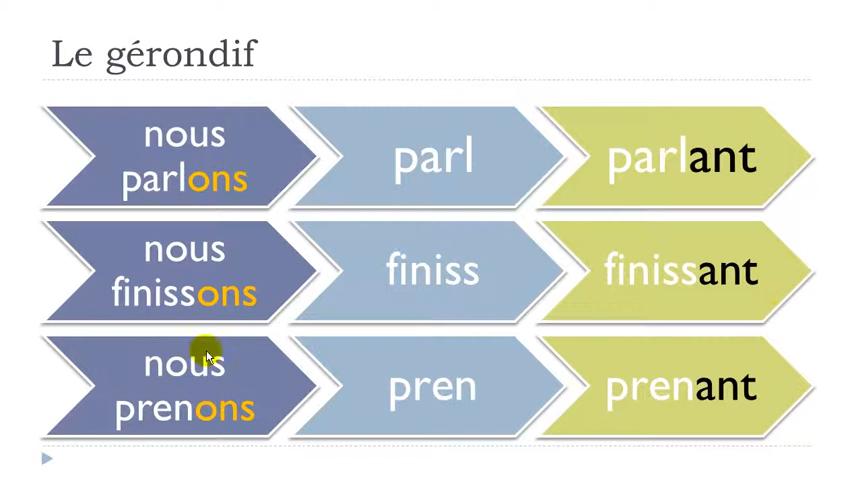 Le gérondif
nous
parlons
parl
parlant
nous
finissons
finiss
finissant
nous
prenons
pren
prenant